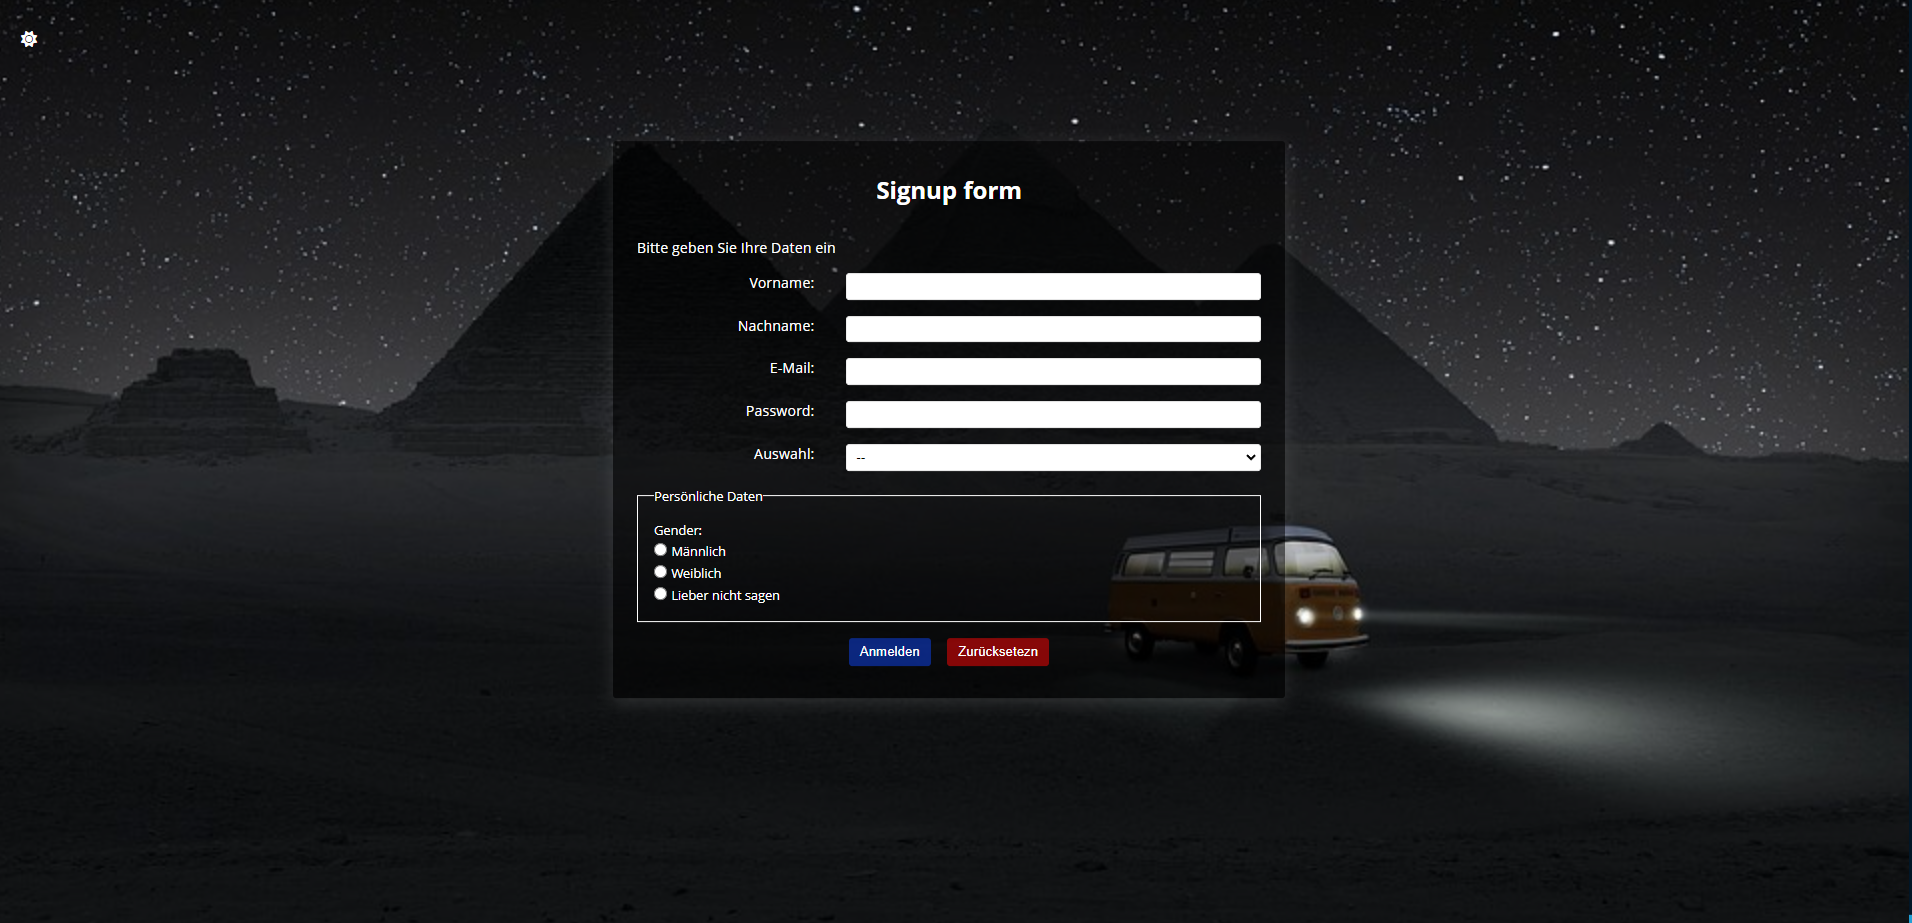 Signup form
Bitte geben Sie Ihre Daten ein
Vorname:
Nachname:
E-Mail:
Password:
Auswahl:
--
Persönliche Daten
Gender:
Männlich
Weiblich
Lieber nicht sagen
Anmelden
Zurücksetezn